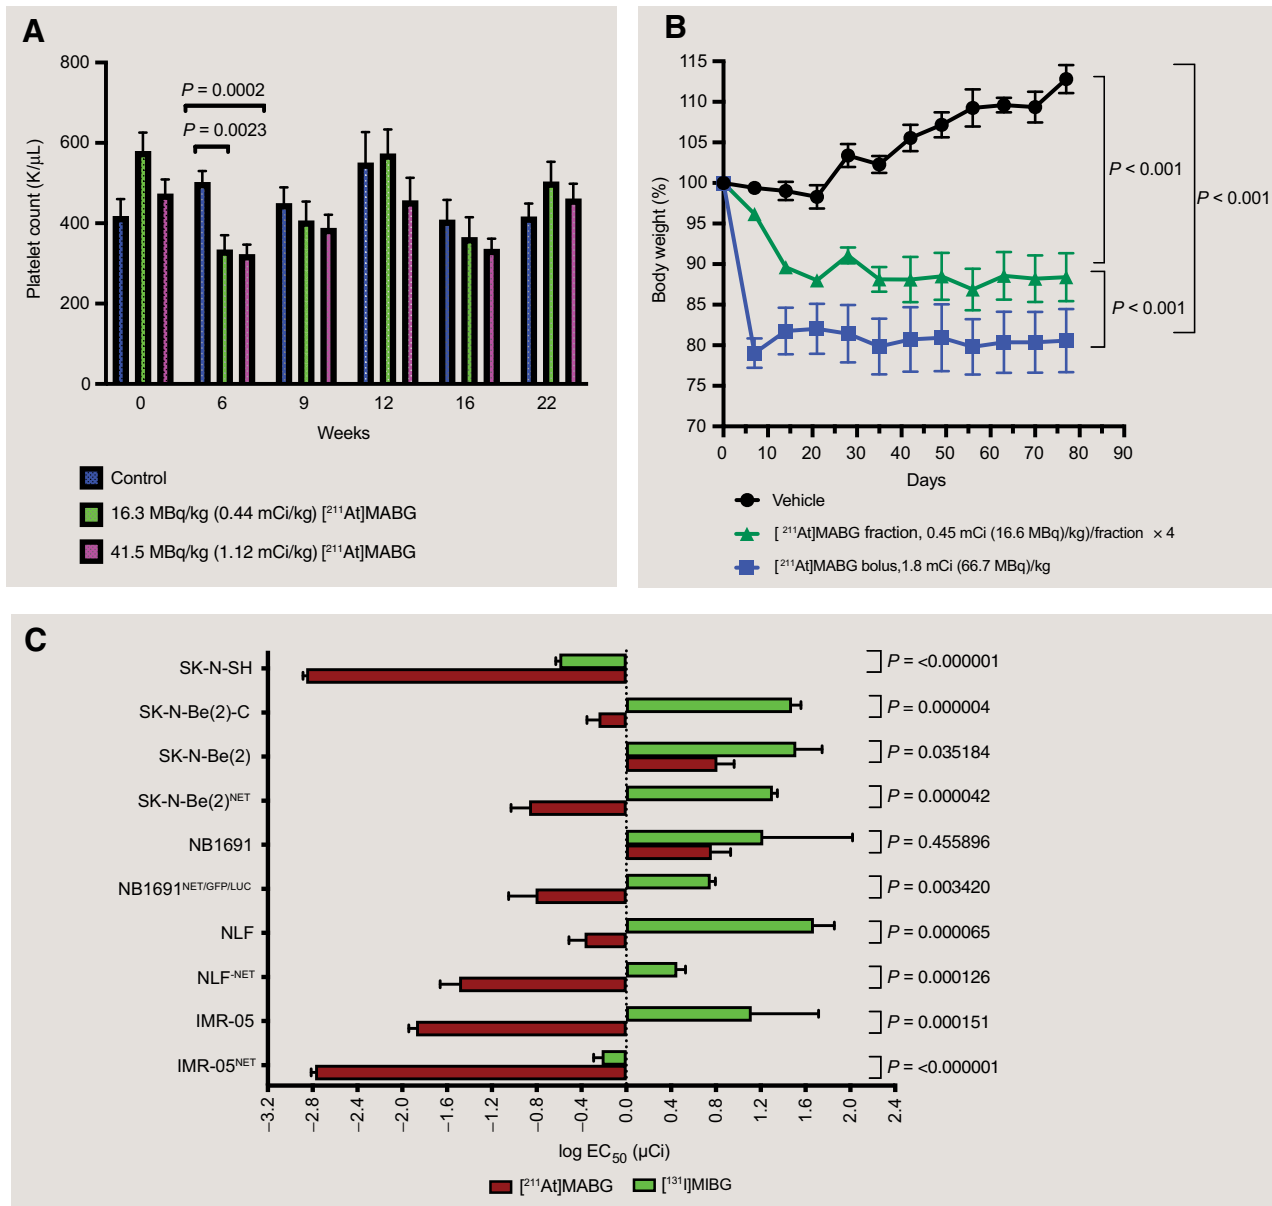 A
800
600
400
200
0
Platelet count (K/μL)
P = 0.0002
P = 0.0023
0 6 9 12 16 22
Weeks
Control
16.3 MBq/kg (0.44 mCi/kg) [²¹¹At]MABG
41.5 MBq/kg (1.12 mCi/kg) [²¹¹At]MABG
B
115
110
105
100
95
90
85
80
75
70
Body weight (%)
P < 0.001
P < 0.001
P < 0.001
0 10 20 30 40 50 60 70 80 90
Days
Vehicle
[ ²¹¹At]MABG fraction, 0.45 mCi (16.6 MBq)/kg)/fraction × 4
[²¹¹At]MABG bolus,1.8 mCi (66.7 MBq)/kg
C
SK-N-SH P = <0.000001
SK-N-Be(2)-C P = 0.000004
SK-N-Be(2) P = 0.035184
SK-N-Be(2)ᴺᴱᵀ P = 0.000042
NB1691 P = 0.455896
NB1691NET/GFP/LUC P = 0.003420
NLF P = 0.000065
NLF-NET P = 0.000126
IMR-05 P = 0.000151
IMR-05NET P = <0.000001
−3.2 −2.8 −2.4 −2.0 −1.6 −1.2 −0.8 −0.4 0.0 0.4 0.8 1.2 1.6 2.0 2.4
log EC₅₀ (μCi)
[²¹¹At]MABG [¹³¹I]MIBG